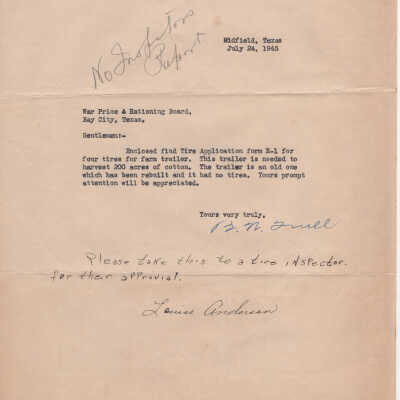 No Inspectors
Report
Midfield, Texas
July 24, 1945
War Price & Rationing Board,
Bay City, Texas.
Gentlemen:-
Enclosed find Tire Application form R-1 for
four tires for farm trailer. This trailer is needed to
harvest 200 acres of cotton. The trailer is an old one
which has been rebuilt and it had no tires. Yours prompt
attention will be appreciated.
Yours very truly,
B. W. Trull
Please take this to a tire inspector
for their approvial.
Louise Anderson